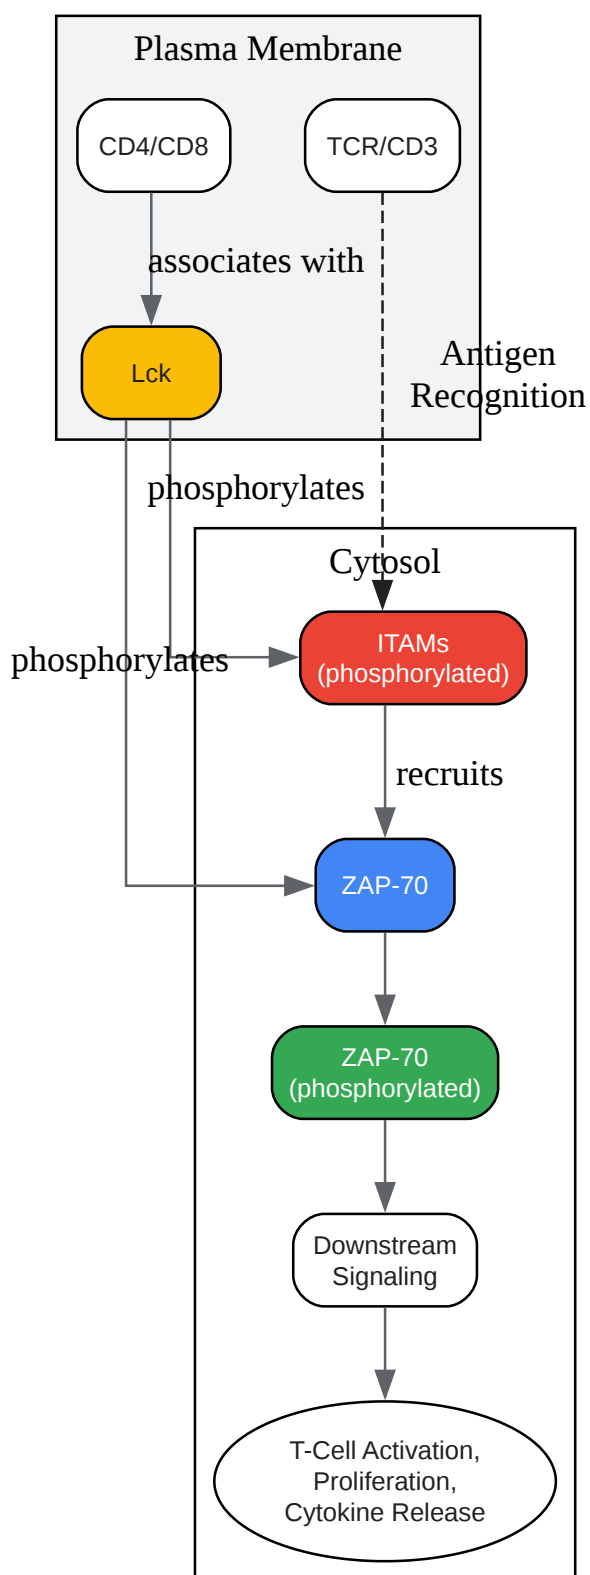 Plasma Membrane
CD4/CD8
TCR/CD3
associates with
Lck
Antigen
Recognition
phosphorylates
Cytosol
ITAMs
(phosphorylated)
phosphorylates
recruits
ZAP-70
ZAP-70
(phosphorylated)
Downstream
Signaling
T-Cell Activation,
Proliferation,
Cytokine Release